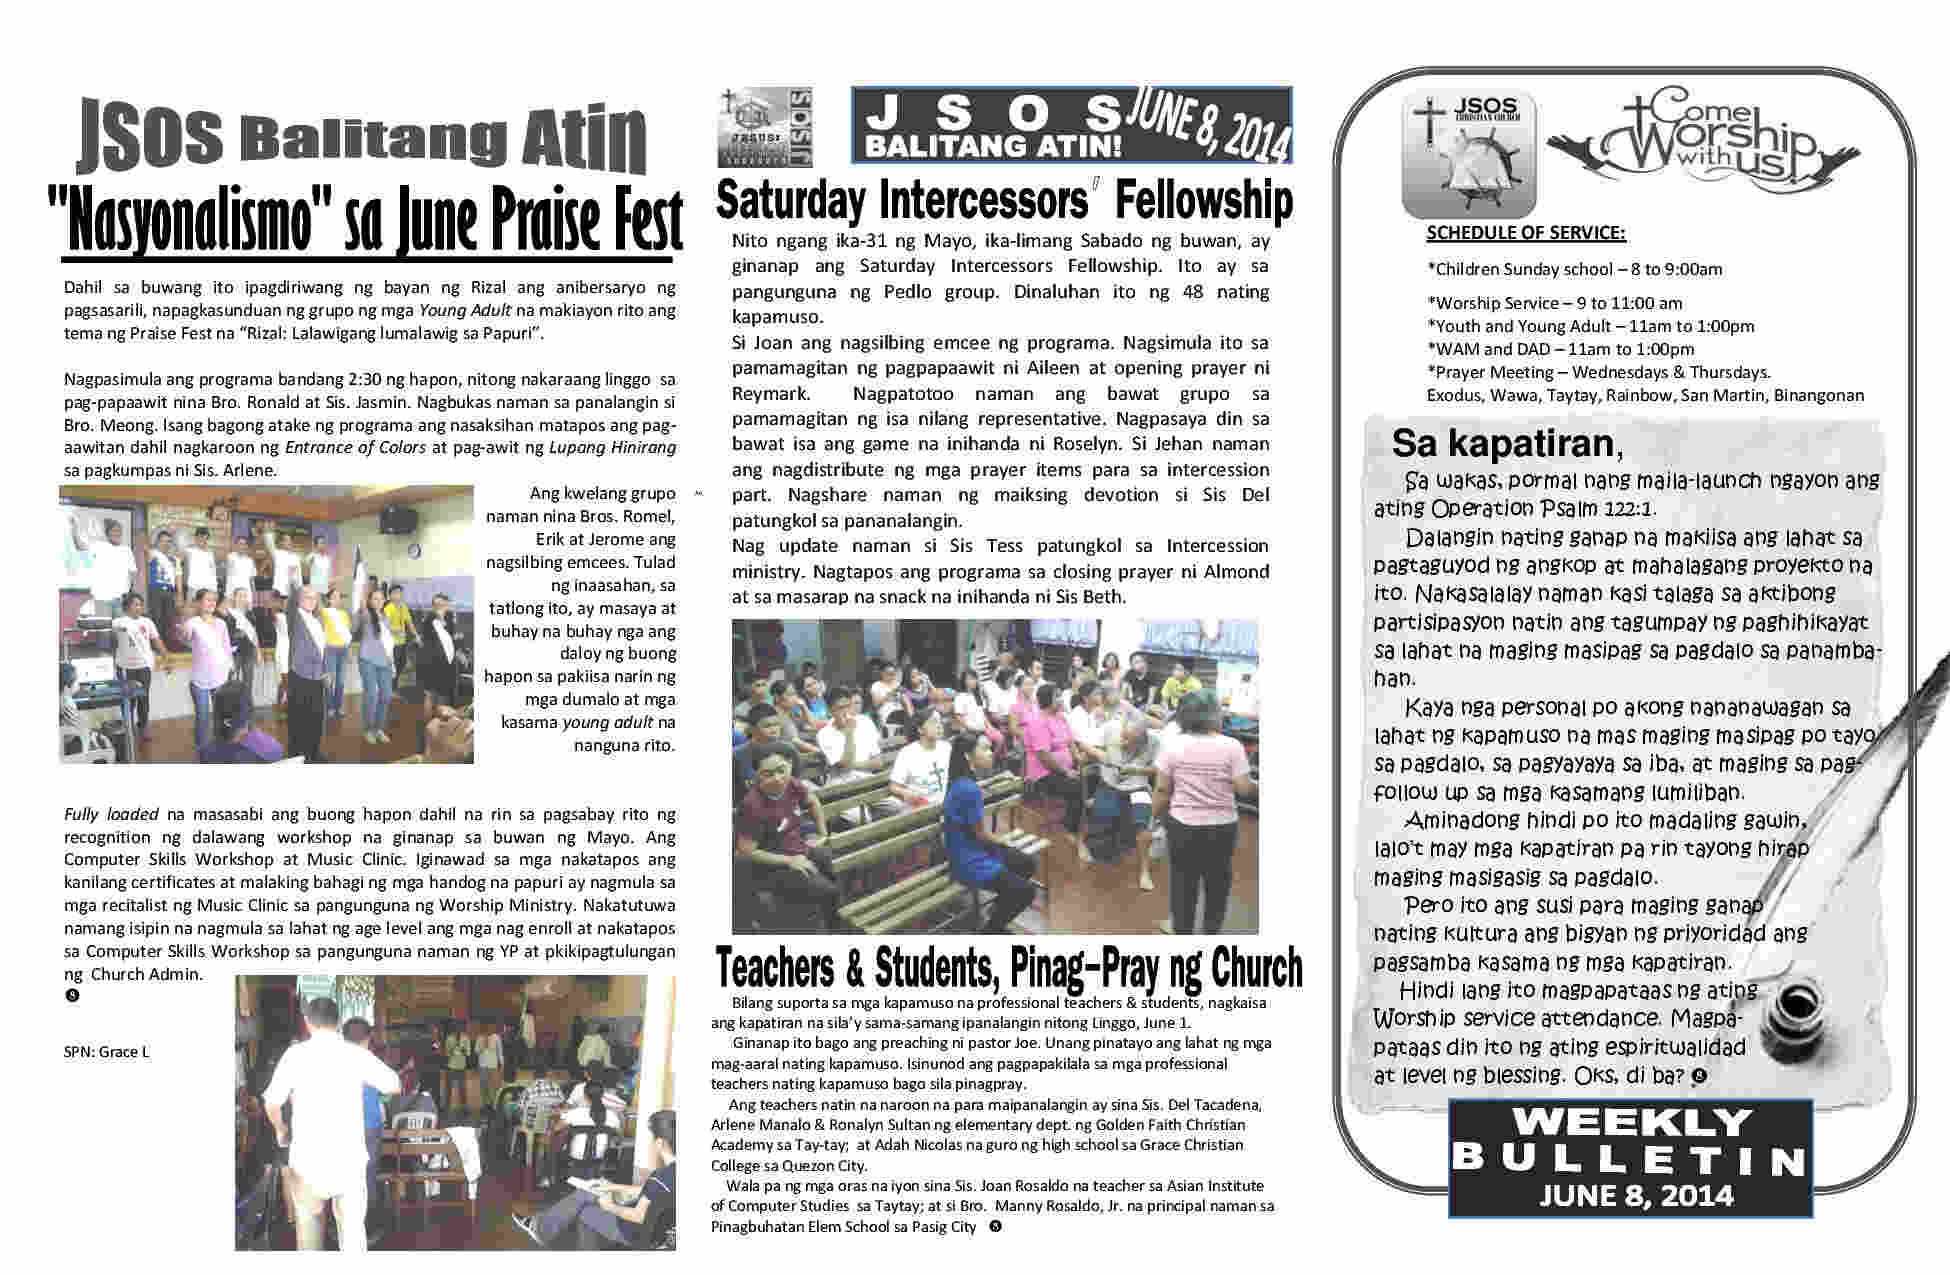 JSOS Balitang Atin
"Nasyonalismo" sa June Praise Fest
Dahil sa buwang ito ipagdiriwang ng bayan ng Rizal ang anibersaryo ng
pagsasarili, napagkasunduan ng grupo ng mga Young Adult na makiayon rito ang
tema ng Praise Fest na “Rizal: Lalawigang lumalawig sa Papuri”.
Nagpasimula ang programa bandang 2:30 ng hapon, nitong nakaraang linggo sa
pag-papaawit nina Bro. Ronald at Sis. Jasmin. Nagbukas naman sa panalangin si
Bro. Meong. Isang bagong atake ng programa ang nasaksihan matapos ang pag-
aawitan dahil nagkaroon ng Entrance of Colors at pag-awit ng Lupang Hinirang
sa pagkumpas ni Sis. Arlene.
Ang kwelang grupo
naman nina Bros. Romel,
Erik at Jerome ang
nagsilbing emcees. Tulad
ng inaasahan, sa
tatlong ito, ay masaya at
buhay na buhay nga ang
daloy ng buong
hapon sa pakiisa narin ng
mga dumalo at mga
kasama young adult na
nanguna rito.
Fully loaded na masasabi ang buong hapon dahil na rin sa pagsabay rito ng
recognition ng dalawang workshop na ginanap sa buwan ng Mayo. Ang
Computer Skills Workshop at Music Clinic. Iginawad sa mga nakatapos ang
kanilang certificates at malaking bahagi ng mga handog na papuri ay nagmula sa
mga recitalist ng Music Clinic sa pangunguna ng Worship Ministry. Nakatutuwa
namang isipin na nagmula sa lahat ng age level ang mga nag enroll at nakatapos
sa Computer Skills Workshop sa pangunguna naman ng YP at pkikipagtulungan
ng Church Admin.
SPN: Grace L
JSOS
JESUS:
J S O S
BALITANG ATIN!
JUNE 8, 2014
Saturday Intercessors' Fellowship
Nito ngang ika-31 ng Mayo, ika-limang Sabado ng buwan, ay
ginanap ang Saturday Intercessors Fellowship. Ito ay sa
pangunguna ng Pedlo group. Dinaluhan ito ng 48 nating
kapamuso.
Si Joan ang nagsilbing emcee ng programa. Nagsimula ito sa
pamamagitan ng pagpapaawit ni Aileen at opening prayer ni
Reymark. Nagpatotoo naman ang bawat grupo sa
pamamagitan ng isa nilang representative. Nagpasaya din sa
bawat isa ang game na inihanda ni Roselyn. Si Jehan naman
ang nagdistribute ng mga prayer items para sa intercession
part. Nagshare naman ng maiksing devotion si Sis Del
patungkol sa pananalangin.
Nag update naman si Sis Tess patungkol sa Intercession
ministry. Nagtapos ang programa sa closing prayer ni Almond
at sa masarap na snack na inihanda ni Sis Beth.
Teachers & Students, Pinag-Pray ng Church
Bilang suporta sa mga kapamuso na professional teachers & students, nagkaisa
ang kapatiran na sila’y sama-samang ipanalangin nitong Linggo, June 1.
Ginanap ito bago ang preaching ni pastor Joe. Unang pinatayo ang lahat ng mga
mag-aaral nating kapamuso. Isinunod ang pagpapakilala sa mga professional
teachers nating kapamuso bago sila pinagpray.
Ang teachers natin na naroon na para maipanalangin ay sina Sis. Del Tacadena,
Arlene Manalo & Ronalyn Sultan ng elementary dept. ng Golden Faith Christian
Academy sa Tay-tay; at Adah Nicolas na guro ng high school sa Grace Christian
College sa Quezon City.
Wala pa ng mga oras na iyon sina Sis. Joan Rosaldo na teacher sa Asian Institute
of Computer Studies sa Taytay; at si Bro. Manny Rosaldo, Jr. na principal naman sa
Pinagbuhatan Elem School sa Pasig City
JSOS
CHRISTIAN CHURCH
Come
Worship
with us!
SCHEDULE OF SERVICE:
*Children Sunday school – 8 to 9:00am
*Worship Service – 9 to 11:00 am
*Youth and Young Adult – 11am to 1:00pm
*WAM and DAD – 11am to 1:00pm
*Prayer Meeting – Wednesdays & Thursdays.
Exodus, Wawa, Taytay, Rainbow, San Martin, Binangonan
Sa kapatiran,
Sa wakas, pormal nang maila-launch ngayon ang
ating Operation Psalm 122:1.
Dalangin nating ganap na makiisa ang lahat sa
pagtaguyod ng angkop at mahalagang proyekto na
ito. Nakasalalay naman kasi talaga sa aktibong
partisipasyon natin ang tagumpay ng paghihikayat
sa lahat na maging masipag sa pagdalo sa panamba-
han.
Kaya nga personal po akong nananawagan sa
lahat ng kapamuso na mas maging masipag po tayo
sa pagdalo, sa pagyayaya sa iba, at maging sa pag-
follow up sa mga kasamang lumiliban.
Aminadong hindi po ito madaling gawin,
lalo't may mga kapatiran pa rin tayong hirap
maging masigasig sa pagdalo.
Pero ito ang susi para maging ganap
nating kultura ang bigyan ng priyoridad ang
pagsamba kasama ng mga kapatiran.
Hindi lang ito magpapataas ng ating
Worship service attendance. Magpa-
pataas din ito ng ating espiritwalidad
at level ng blessing. Oks, di ba?
WEEKLY
BULLETIN
JUNE 8, 2014